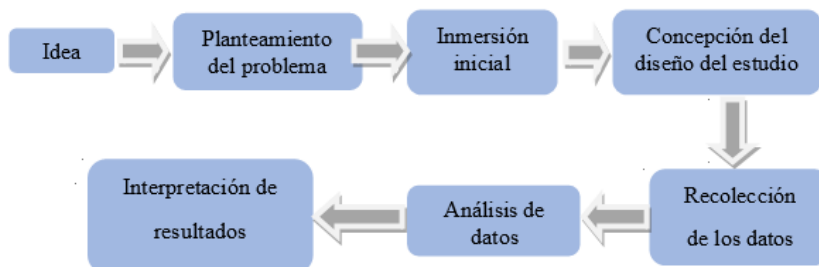 Idea
Planteamiento
del problema
Inmersión
inicial
Concepción del
diseño del estudio
Recolección
de los datos
Análisis de
datos
Interpretación de
resultados